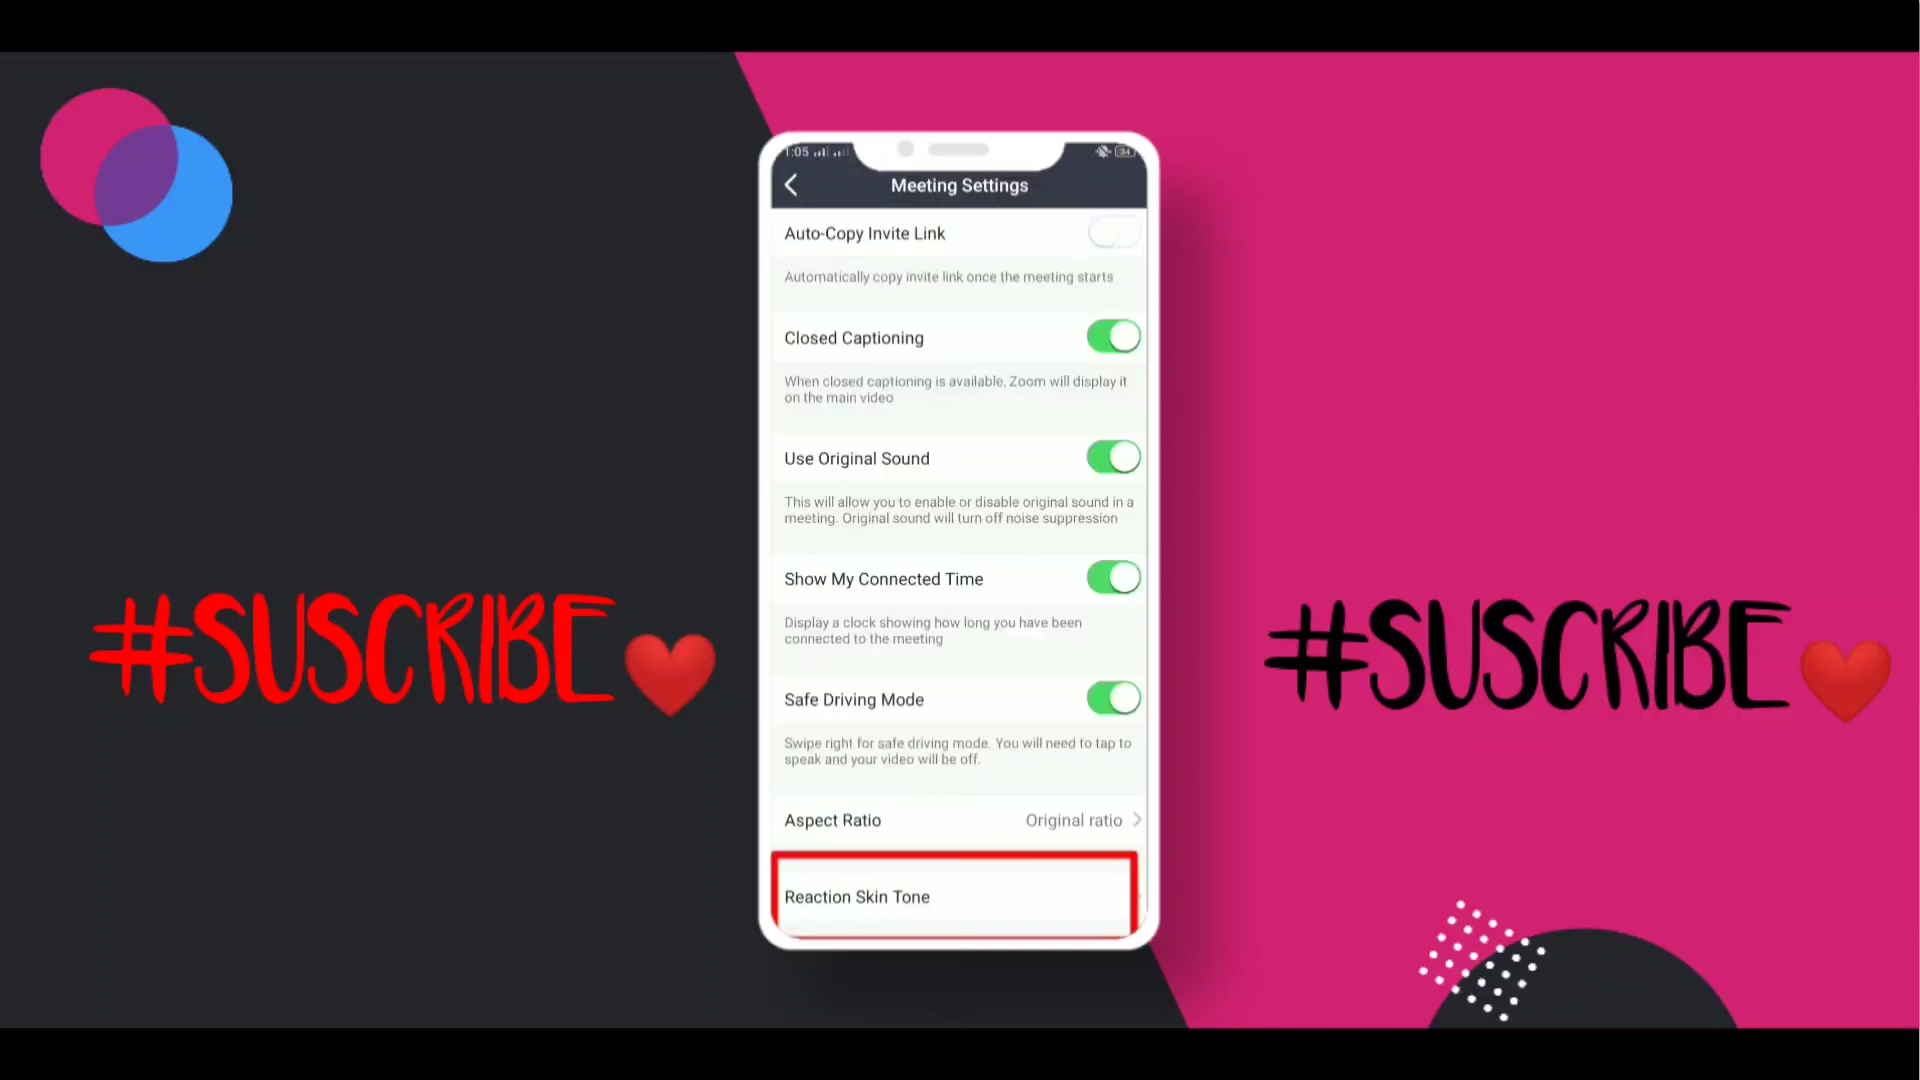 1:05
34
Meeting Settings
Auto-Copy Invite Link
Automatically copy invite link once the meeting starts
Closed Captioning
When closed captioning is available, Zoom will display it
on the main video
Use Original Sound
This will allow you to enable or disable original sound in a
meeting. Original sound will turn off noise suppression
Show My Connected Time
Display a clock showing how long you have been
connected to the meeting
Safe Driving Mode
Swipe right for safe driving mode. You will need to tap to
speak and your video will be off.
Aspect Ratio Original ratio
Reaction Skin Tone
#SUSCRIBE
#SUSCRIBE